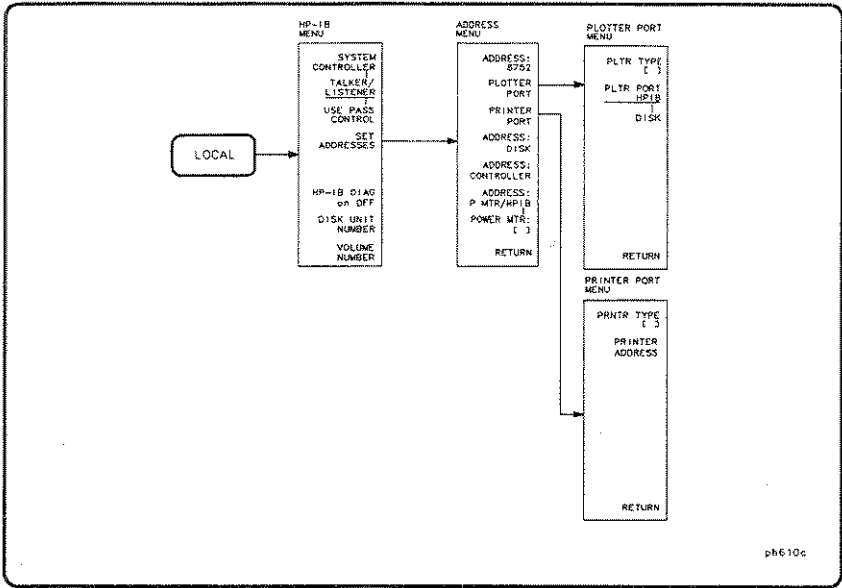 HP-IB
MENU
SYSTEM
CONTROLLER
TALKER/
LISTENER
USE PASS
CONTROL
SET
ADDRESSES
HP-IB DIAG
on OFF
DISK UNIT
NUMBER
VOLUME
NUMBER
LOCAL
ADDRESS
MENU
ADDRESS:
8752
PLOTTER
PORT
PRINTER
PORT
ADDRESS:
DISK
ADDRESS:
CONTROLLER
ADDRESS:
P MTR/HPIB
POWER MTR:
[ ]
RETURN
PLOTTER PORT
MENU
PLTR TYPE
[ ]
PLTR PORT
HPIB
DISK
RETURN
PRINTER PORT
MENU
PRNTR TYPE
[ ]
PRINTER
ADDRESS
RETURN
ph610c